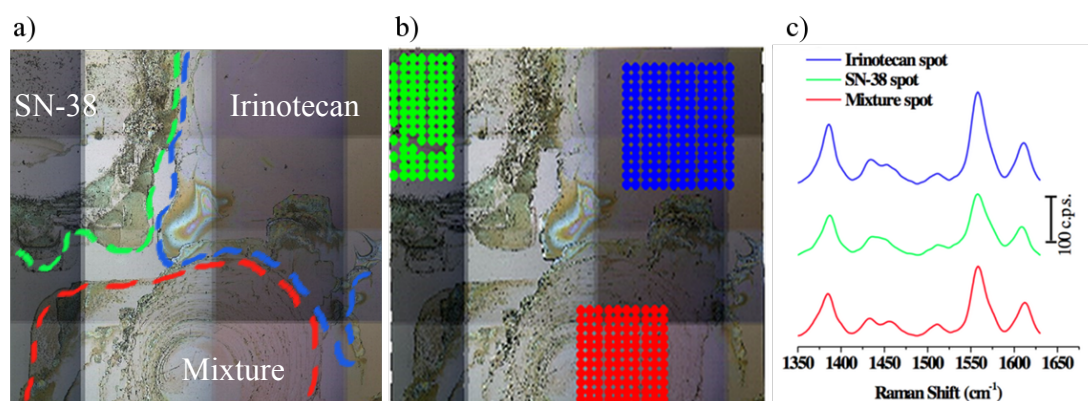 a)
b)
c)
SN-38
Irinotecan
Mixture
Irinotecan spot
SN-38 spot
Mixture spot
100 c.p.s.
1350 1400 1450 1500 1550 1600 1650
Raman Shift (cm⁻¹)